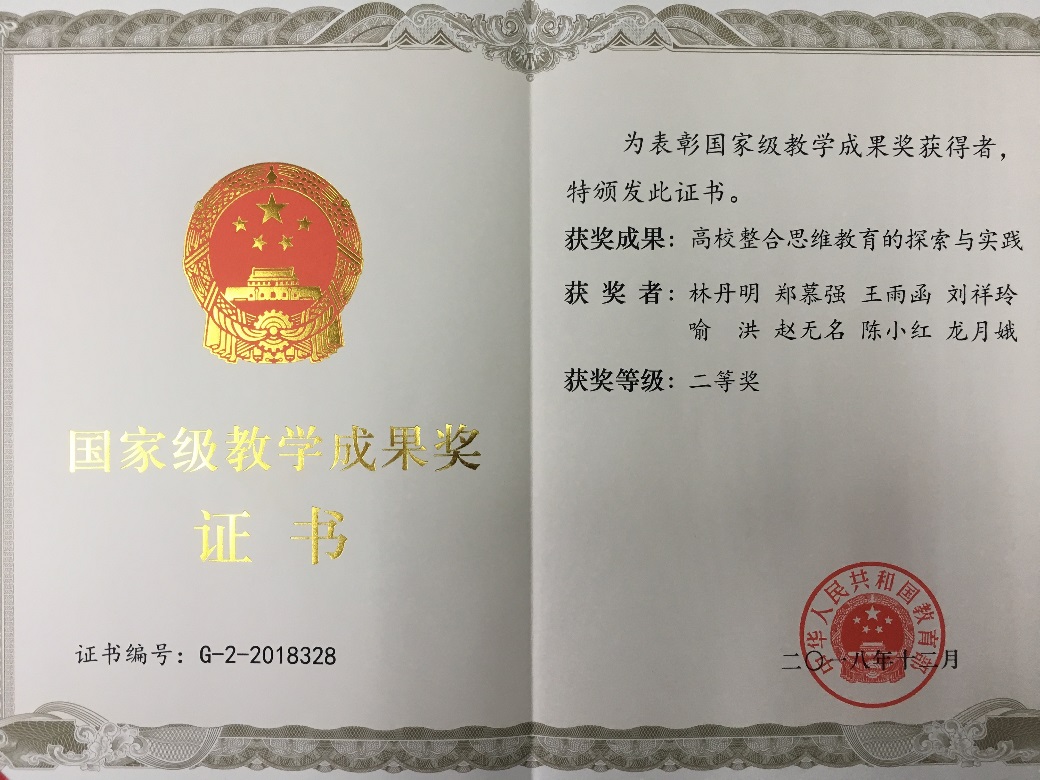 国家级教学成果奖
证 书
证书编号：G-2-2018328
为表彰国家级教学成果奖获得者，
特颁发此证书。
获奖成果：高校整合思维教育的探索与实践
获 奖 者：林丹明 郑慕强 王雨函 刘祥玲
喻 洪 赵无名 陈小红 龙月娥
获奖等级：二等奖
中华人民共和国教育部
二〇一八年十二月